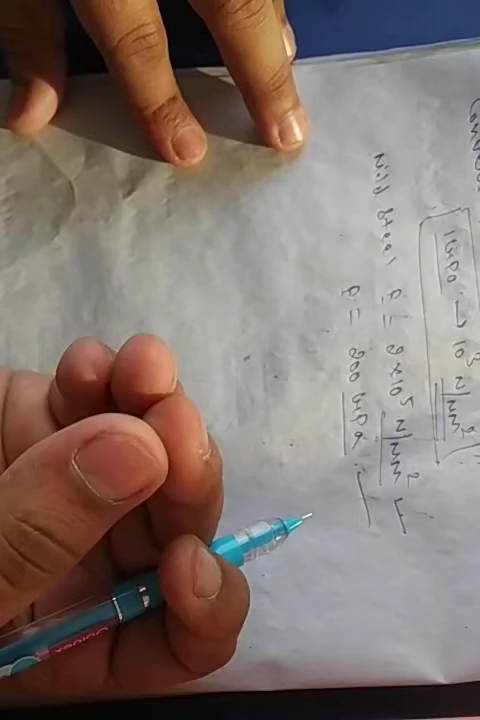 1GPa → 10³ N/mm²
Mild Steel E = 2×10⁵ N/mm²
E = 200 GPa